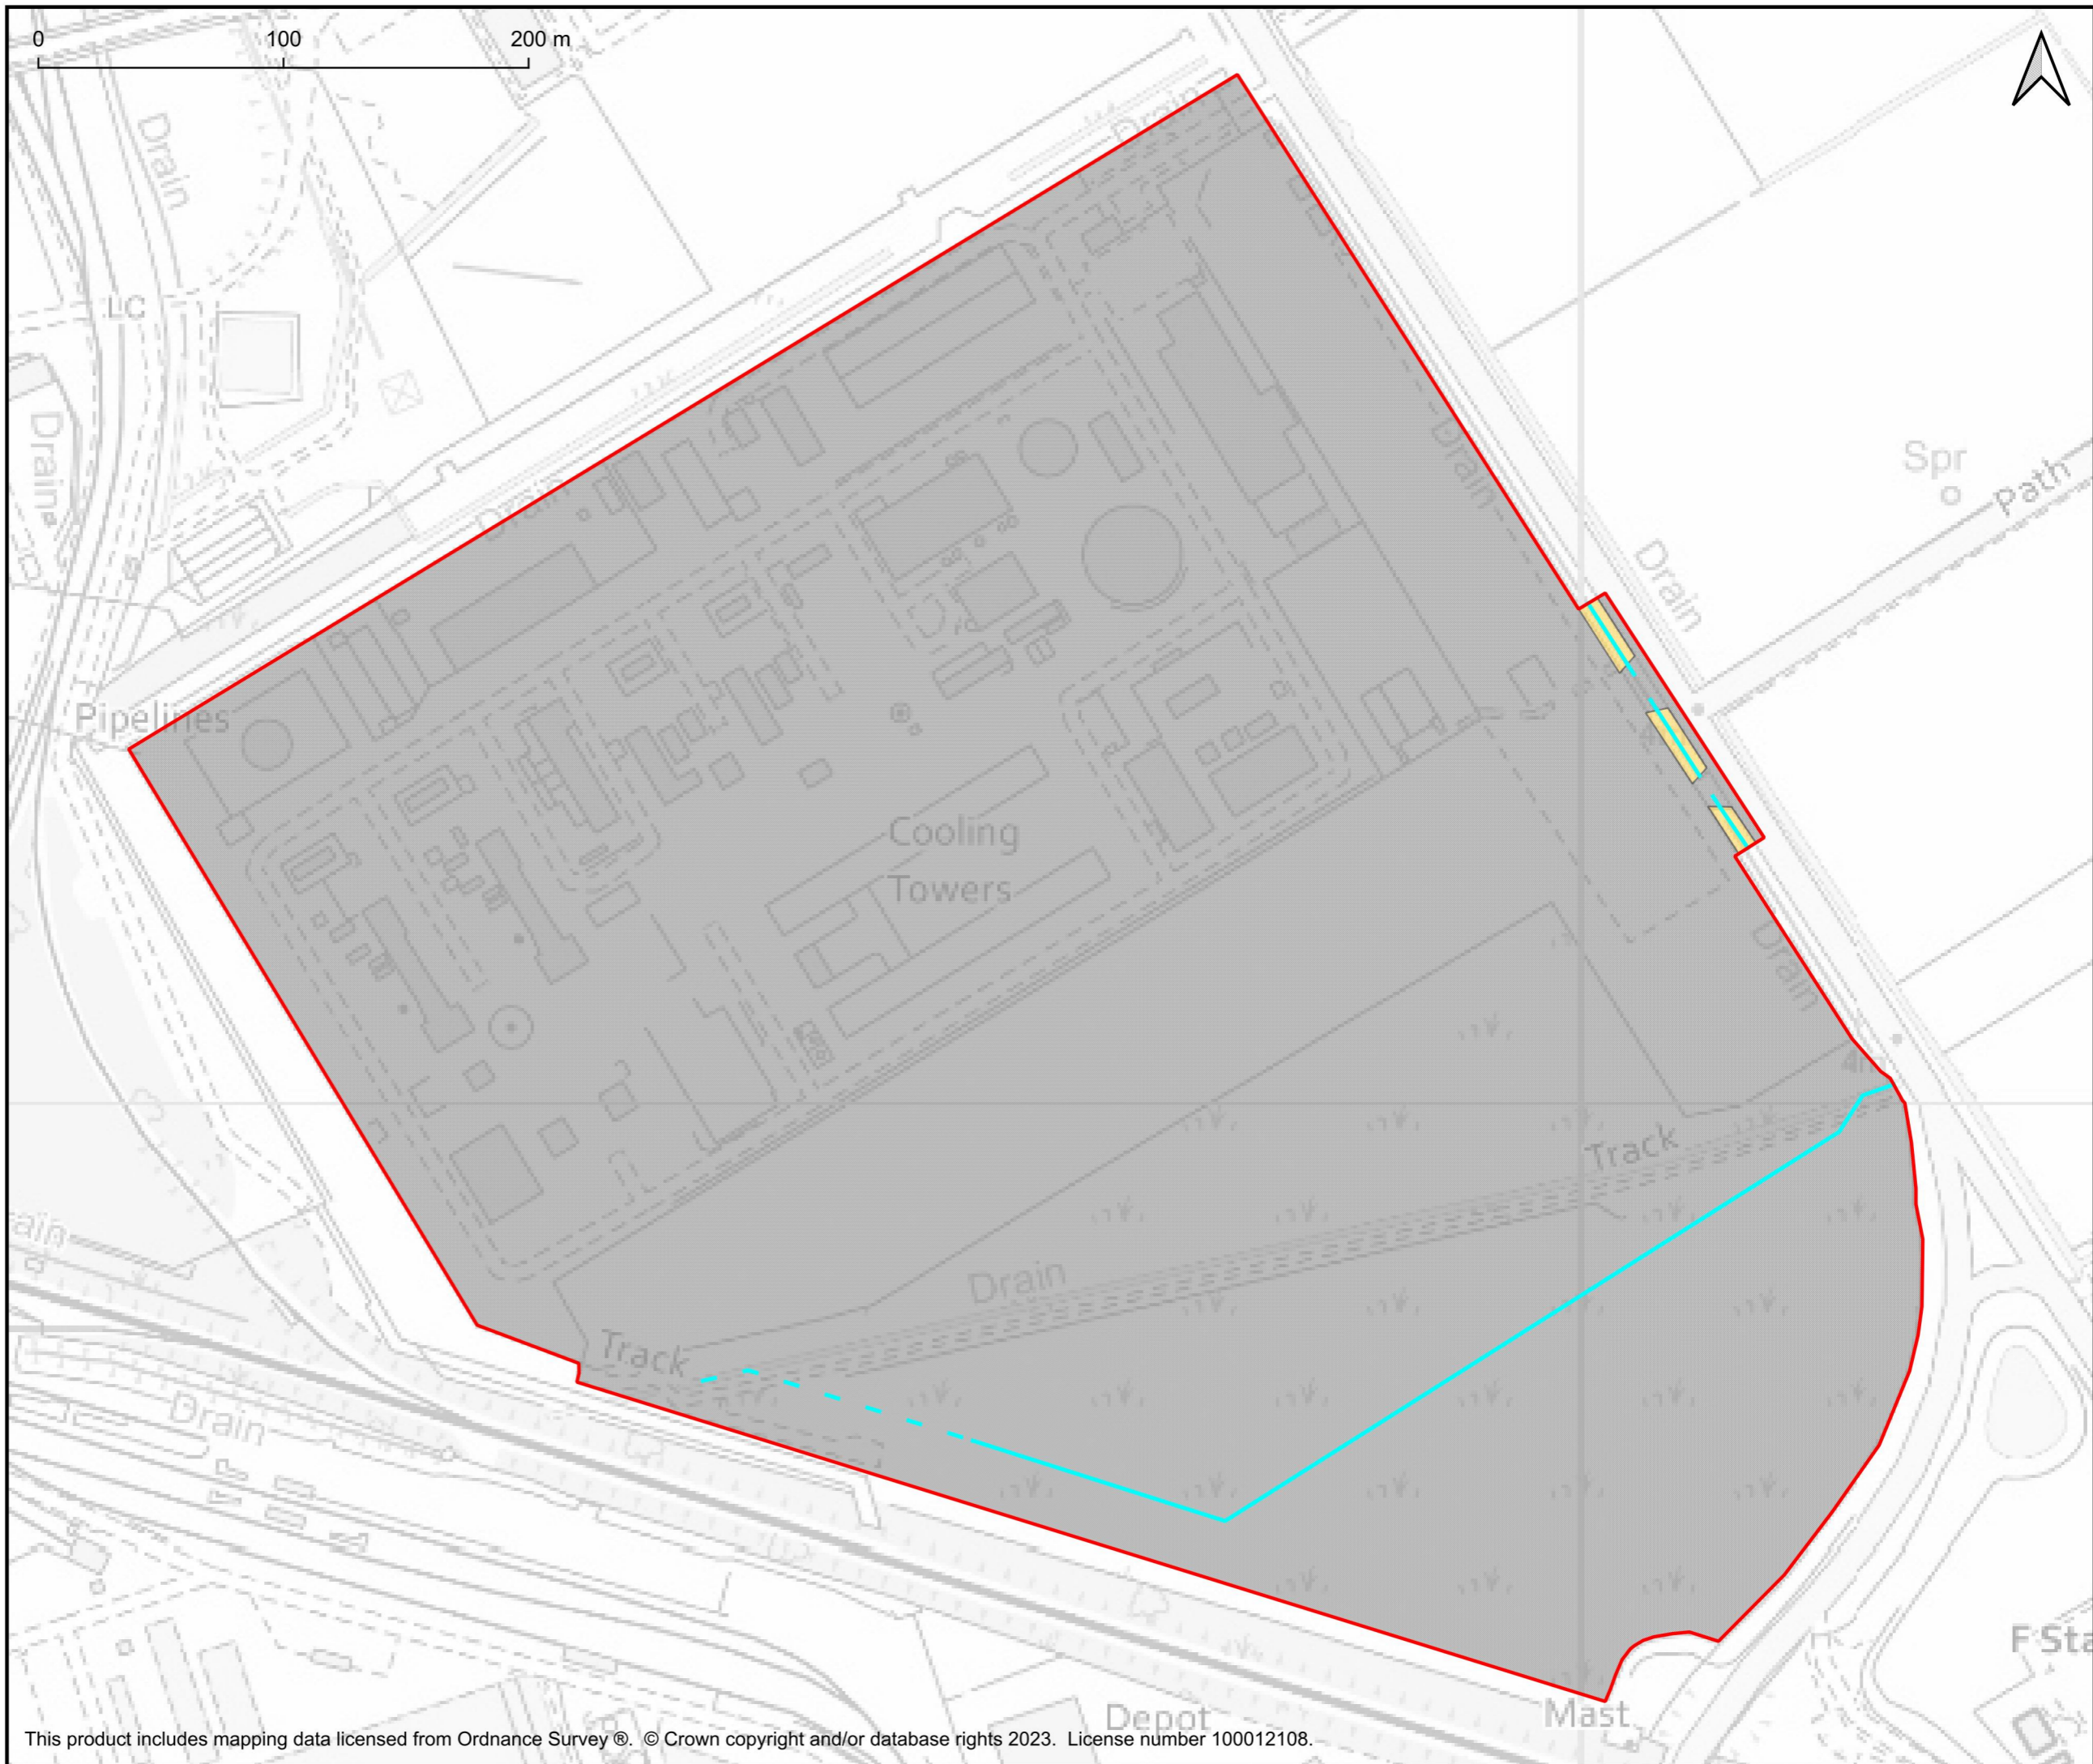 0 100 200 m
Drain
Drain
LC
Drain
Spr
Path
Drain
Drain
Drain
Pipelines
Cooling
Towers
Drain
4m
Track
Drain
ain
Track
Drain
F Sta
Depot
Mast
This product includes mapping data licensed from Ordnance Survey ®. © Crown copyright and/or database rights 2023. License number 100012108.